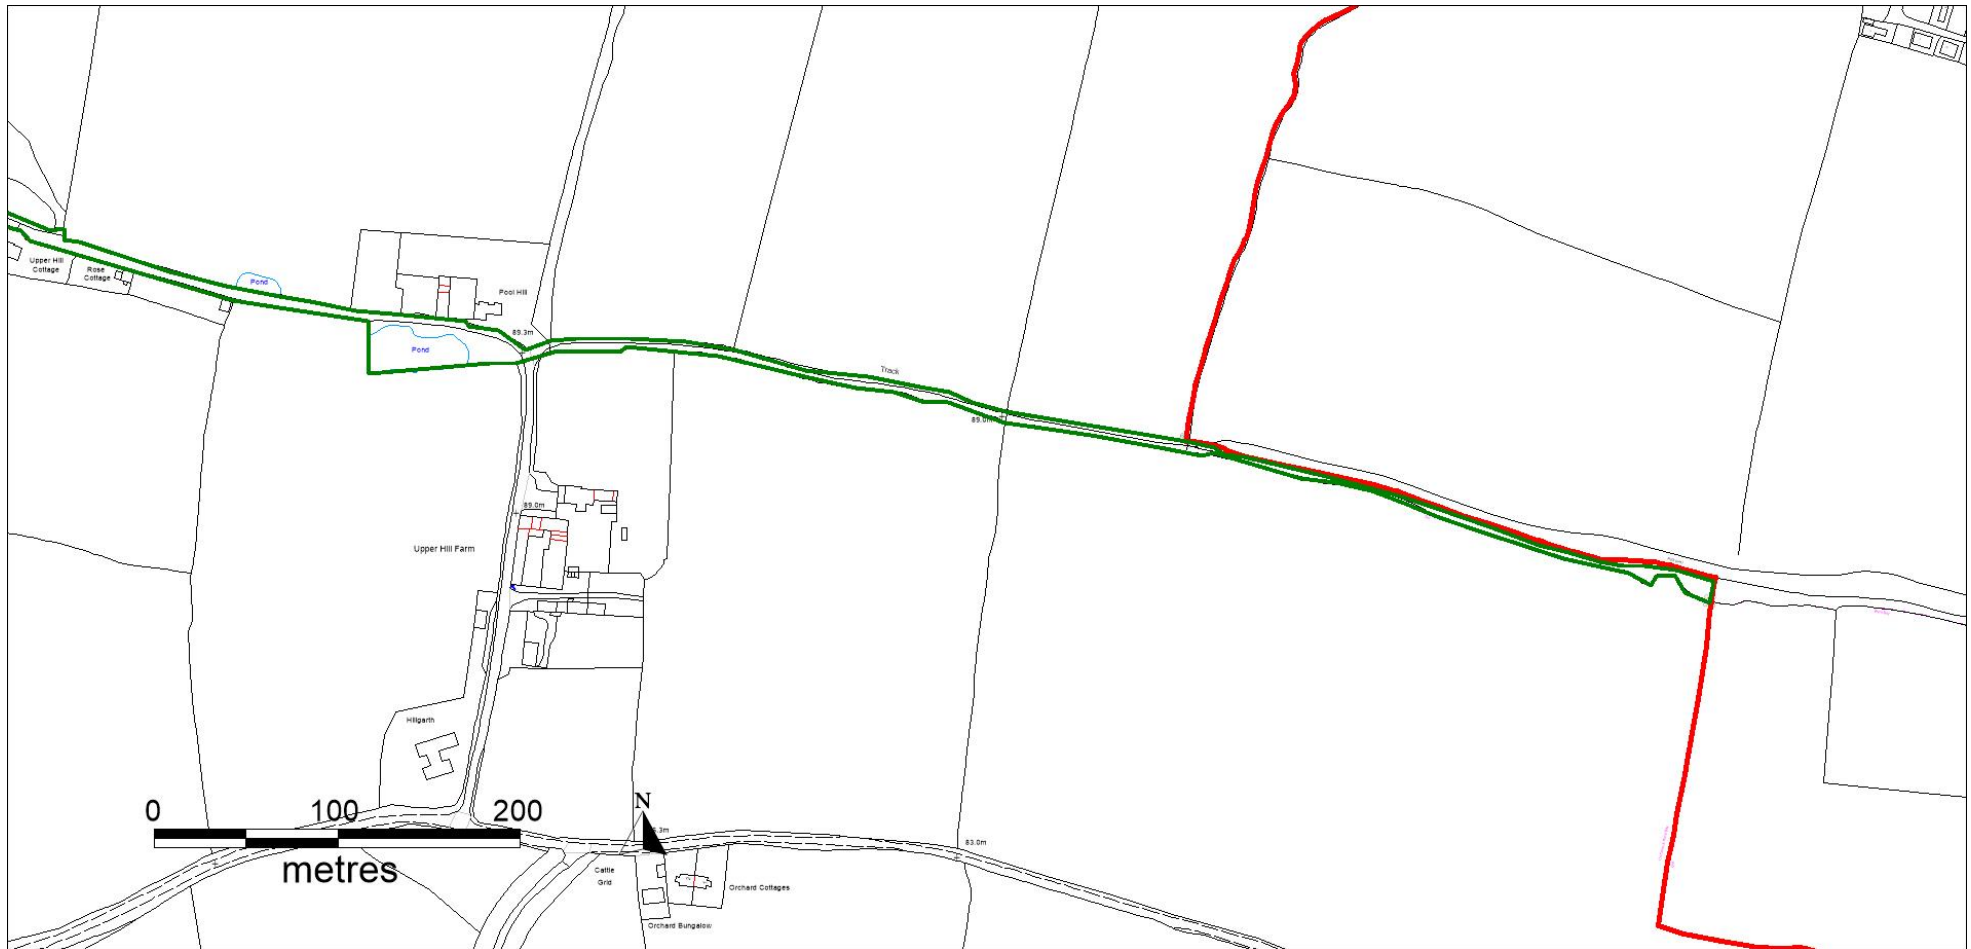 Upper Hill
Cottage
Rose
Cottage
Pond
Pool Hill
89.3m
Pond
Track
89.0m
89.0m
Upper Hill Farm
Hillgarth
0 100 200
metres
N
83.0m
Cattle
Grid
Orchard Cottages
Orchard Bungalow